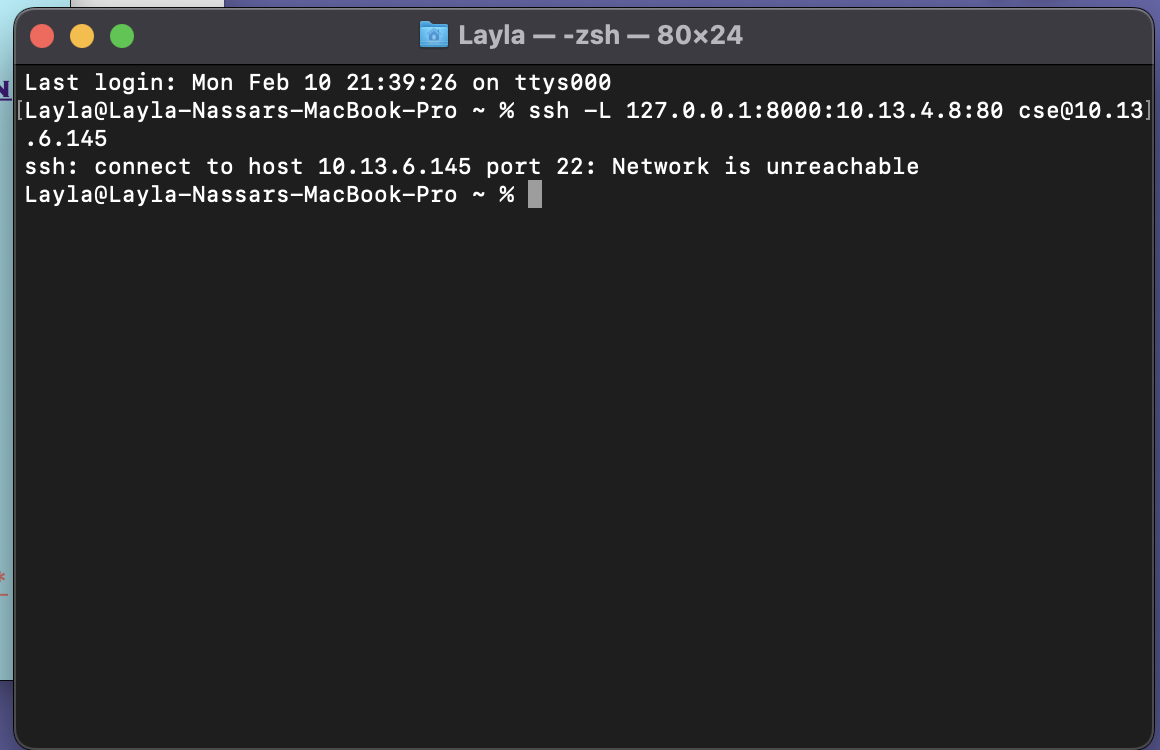 Layla — -zsh — 80×24
Last login: Mon Feb 10 21:39:26 on ttys000
[Layla@Layla-Nassars-MacBook-Pro ~ % ssh -L 127.0.0.1:8000:10.13.4.8:80 cse@10.13]
.6.145
ssh: connect to host 10.13.6.145 port 22: Network is unreachable
Layla@Layla-Nassars-MacBook-Pro ~ %
N
*